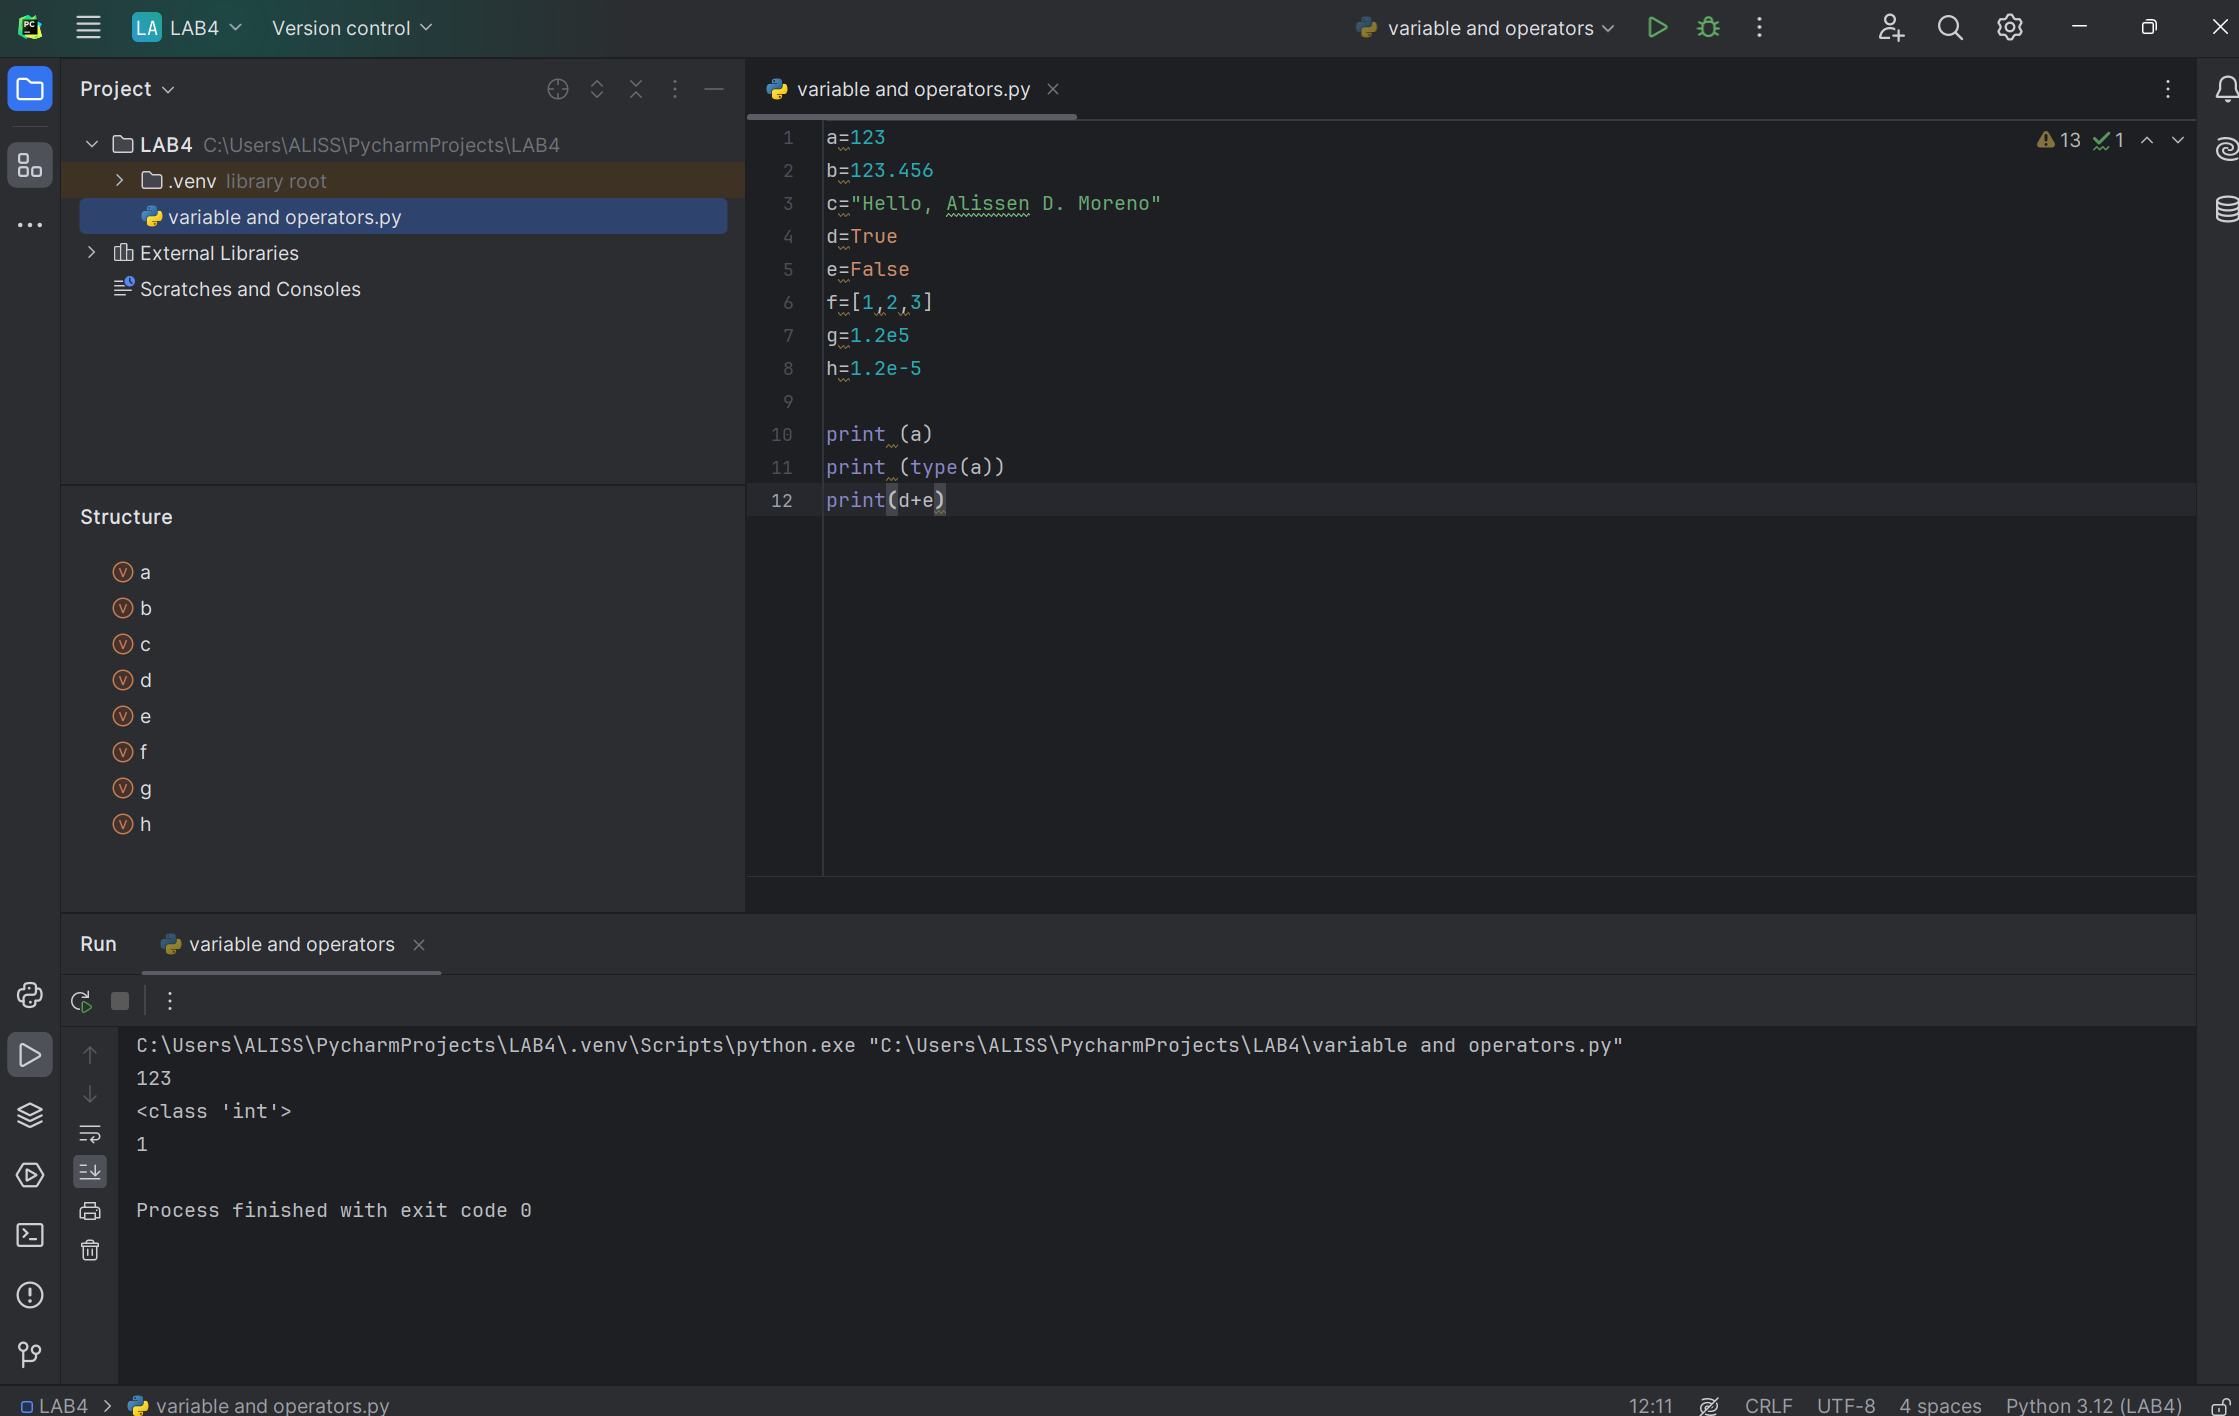 LA LAB4 Version control variable and operators
Project
variable and operators.py
LAB4 C:\Users\ALISS\PycharmProjects\LAB4
.venv library root
variable and operators.py
External Libraries
Scratches and Consoles
1 a=123
2 b=123.456
3 c="Hello, Alissen D. Moreno"
4 d=True
5 e=False
6 f=[1,2,3]
7 g=1.2e5
8 h=1.2e-5
9
10 print (a)
11 print (type(a))
12 print(d+e)
13 1
Structure
V a
V b
V c
V d
V e
V f
V g
V h
Run variable and operators
C:\Users\ALISS\PycharmProjects\LAB4\.venv\Scripts\python.exe "C:\Users\ALISS\PycharmProjects\LAB4\variable and operators.py"
123
<class 'int'>
1
Process finished with exit code 0
LAB4 > variable and operators.py 12:11 CRLF UTF-8 4 spaces Python 3.12 (LAB4)